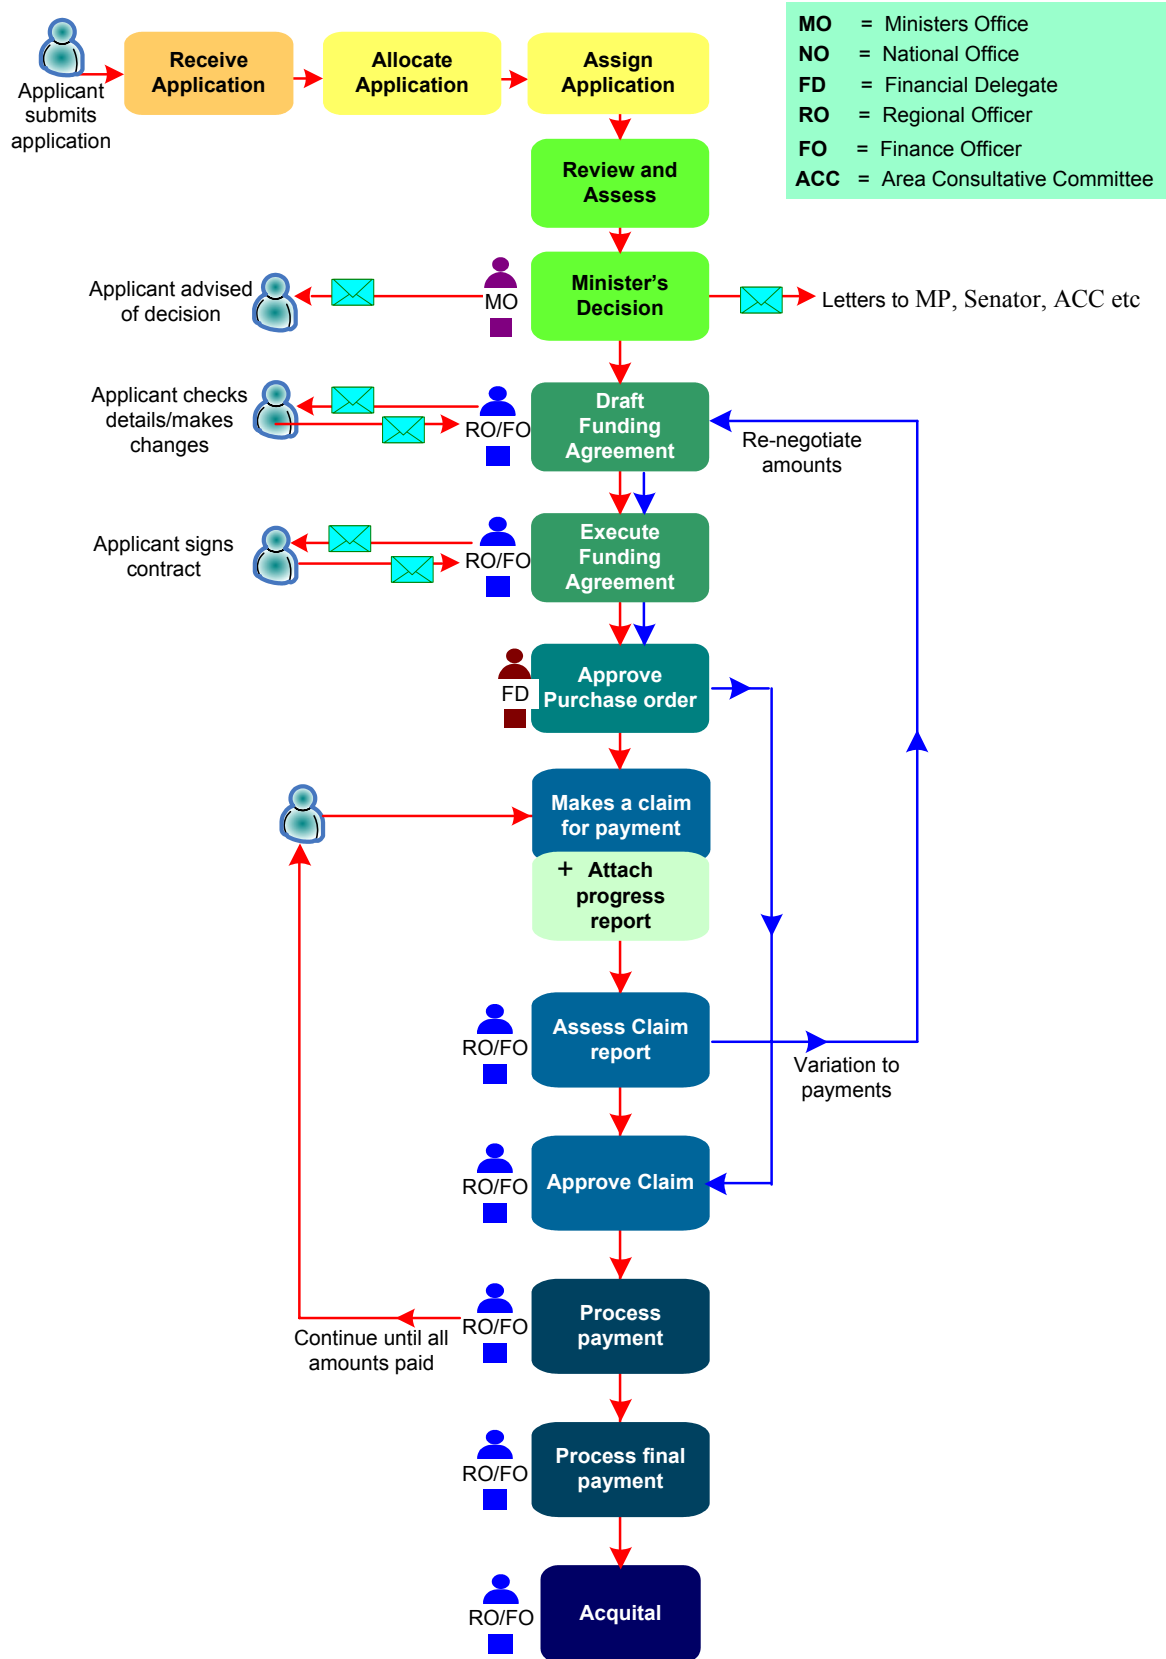 Applicant
submits
application
Receive
Application
Allocate
Application
Assign
Application
MO = Ministers Office
NO = National Office
FD = Financial Delegate
RO = Regional Officer
FO = Finance Officer
ACC = Area Consultative Committee
Review and
Assess
Applicant advised
of decision
MO
Minister's
Decision
Letters to MP, Senator, ACC etc
Applicant checks
details/makes
changes
RO/FO
Draft
Funding
Agreement
Re-negotiate
amounts
Applicant signs
contract
RO/FO
Execute
Funding
Agreement
FD
Approve
Purchase order
Makes a claim
for payment
+ Attach
progress
report
RO/FO
Assess Claim
report
Variation to
payments
RO/FO
Approve Claim
Continue until all
amounts paid
RO/FO
Process
payment
RO/FO
Process final
payment
RO/FO
Acquital